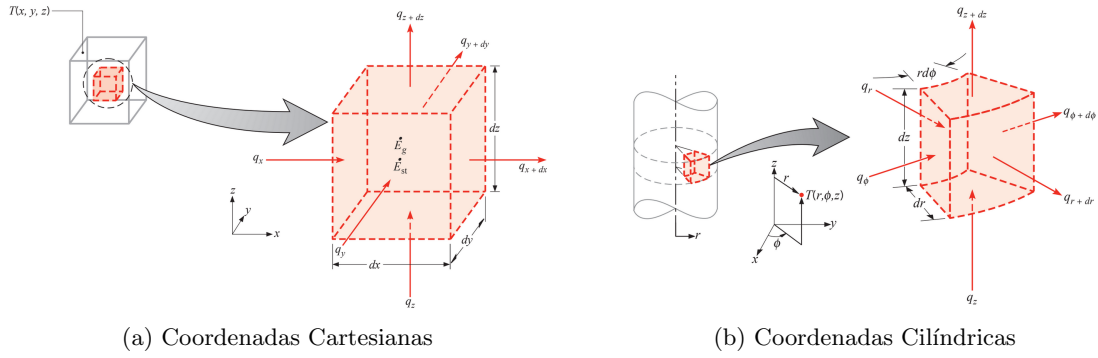 T(x, y, z)
q_{z + dz}
q_{y + dy}
dz
Ė_g
Ė_st
q_x
q_{x + dx}
z
y
x
q_y
dy
dx
q_z
(a) Coordenadas Cartesianas
q_{z + dz}
rdϕ
q_r
dz
q_{ϕ + dϕ}
q_ϕ
z
r
T(r,ϕ,z)
dr
q_{r + dr}
y
ϕ
x
r
q_z
(b) Coordenadas Cilíndricas